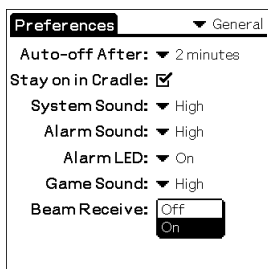 Preferences General
Auto-off After: 2 minutes
Stay on in Cradle:
System Sound: High
Alarm Sound: High
Alarm LED: On
Game Sound: High
Beam Receive: Off
On